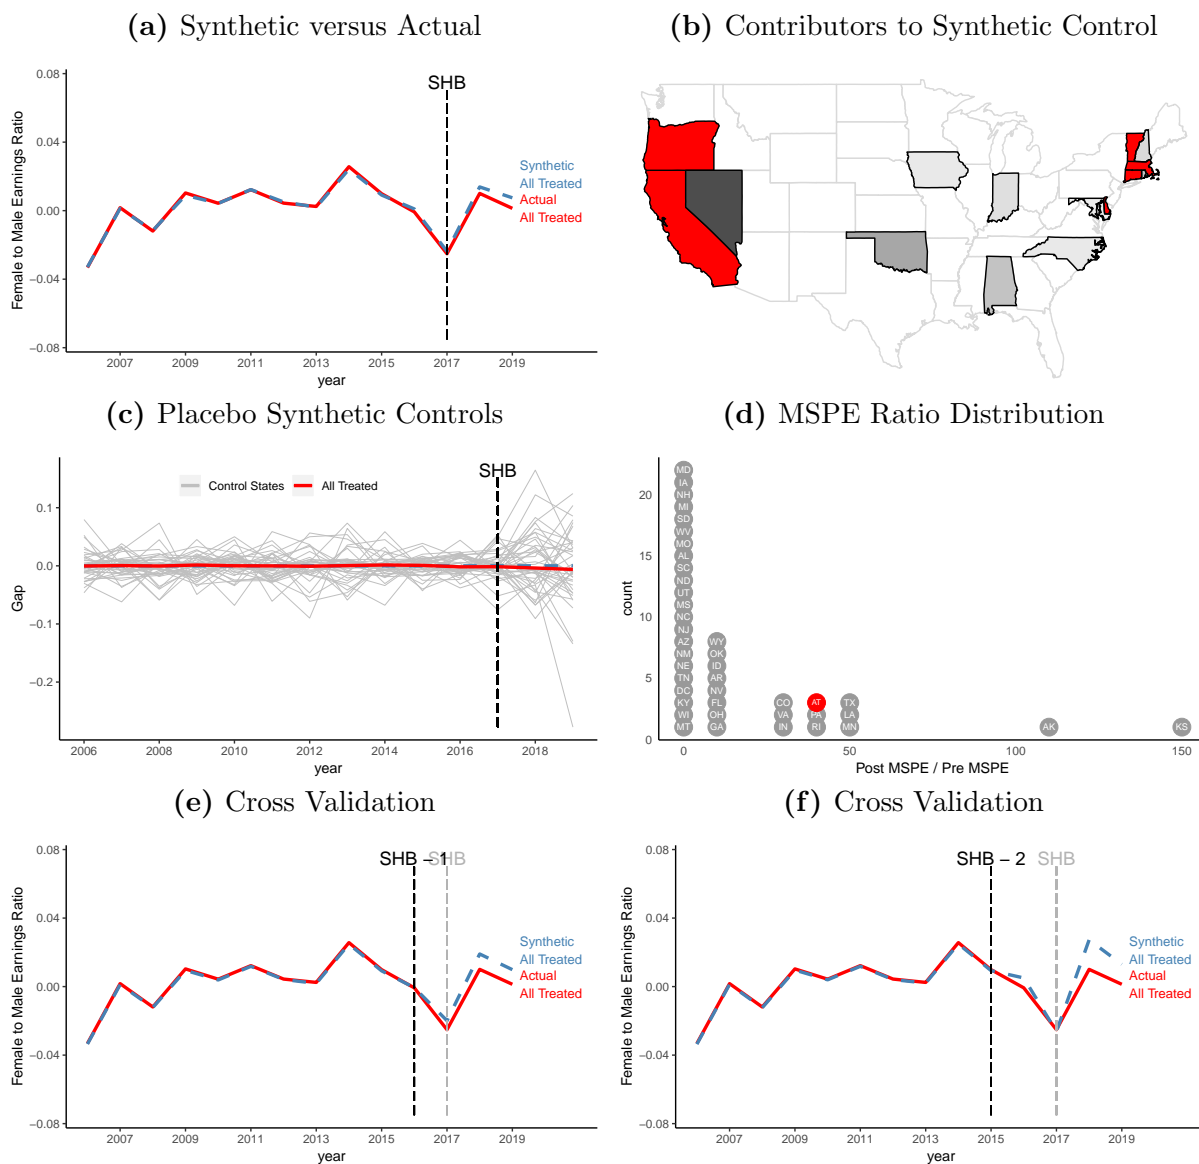 (a) Synthetic versus Actual
0.08
0.04
0.00
−0.04
−0.08
Female to Male Earnings Ratio
SHB
Synthetic
All Treated
Actual
All Treated
2007 2009 2011 2013 2015 2017 2019
year
(b) Contributors to Synthetic Control
(c) Placebo Synthetic Controls
0.1
0.0
−0.1
−0.2
Gap
SHB
Control States All Treated
2006 2008 2010 2012 2014 2016 2018
year
(d) MSPE Ratio Distribution
20
15
10
5
0
count
MD
IA
NH
MI
SD
WV
MO
AL
SC
ND
UT
MS
NC
NJ
AZ
NM
NE
TN
DC
KY
WI
MT
WY
OK
ID
AR
NV
FL
OH
GA
CO
VA
IN
AT
PA
RI
TX
LA
MN
AK
KS
0 50 100 150
Post MSPE / Pre MSPE
(e) Cross Validation
0.08
0.04
0.00
−0.04
−0.08
Female to Male Earnings Ratio
SHB − 1 SHB
Synthetic
All Treated
Actual
All Treated
2007 2009 2011 2013 2015 2017 2019
year
(f) Cross Validation
0.08
0.04
0.00
−0.04
−0.08
Female to Male Earnings Ratio
SHB − 2 SHB
Synthetic
All Treated
Actual
All Treated
2007 2009 2011 2013 2015 2017 2019
year